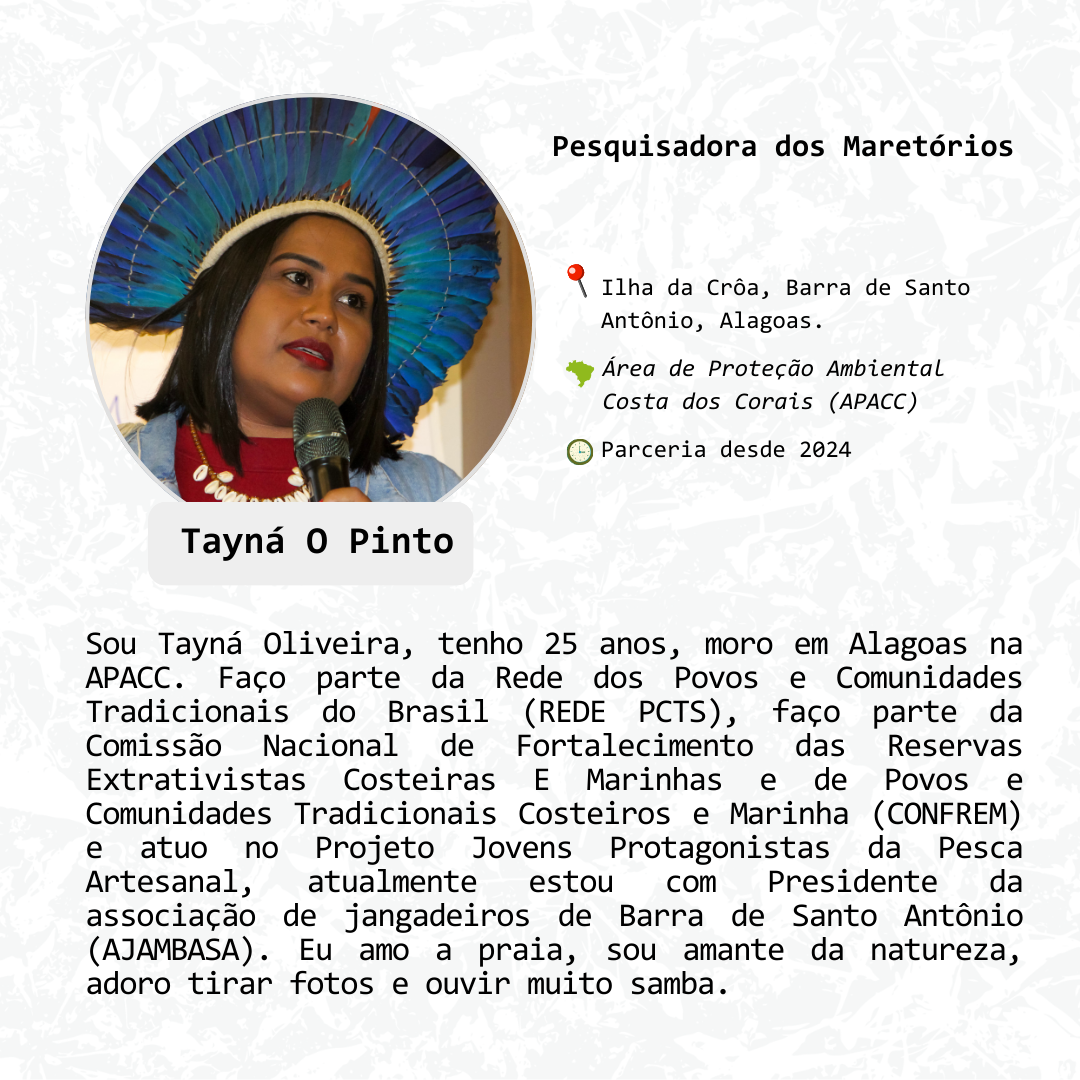 Pesquisadora dos Maretórios
Ilha da Crôa, Barra de Santo
Antônio, Alagoas.
Área de Proteção Ambiental
Costa dos Corais (APACC)
Parceria desde 2024
Tayná O Pinto
Sou Tayná Oliveira, tenho 25 anos, moro em Alagoas na
APACC. Faço parte da Rede dos Povos e Comunidades
Tradicionais do Brasil (REDE PCTS), faço parte da
Comissão Nacional de Fortalecimento das Reservas
Extrativistas Costeiras E Marinhas e de Povos e
Comunidades Tradicionais Costeiros e Marinha (CONFREM)
e atuo no Projeto Jovens Protagonistas da Pesca
Artesanal, atualmente estou com Presidente da
associação de jangadeiros de Barra de Santo Antônio
(AJAMBASA). Eu amo a praia, sou amante da natureza,
adoro tirar fotos e ouvir muito samba.